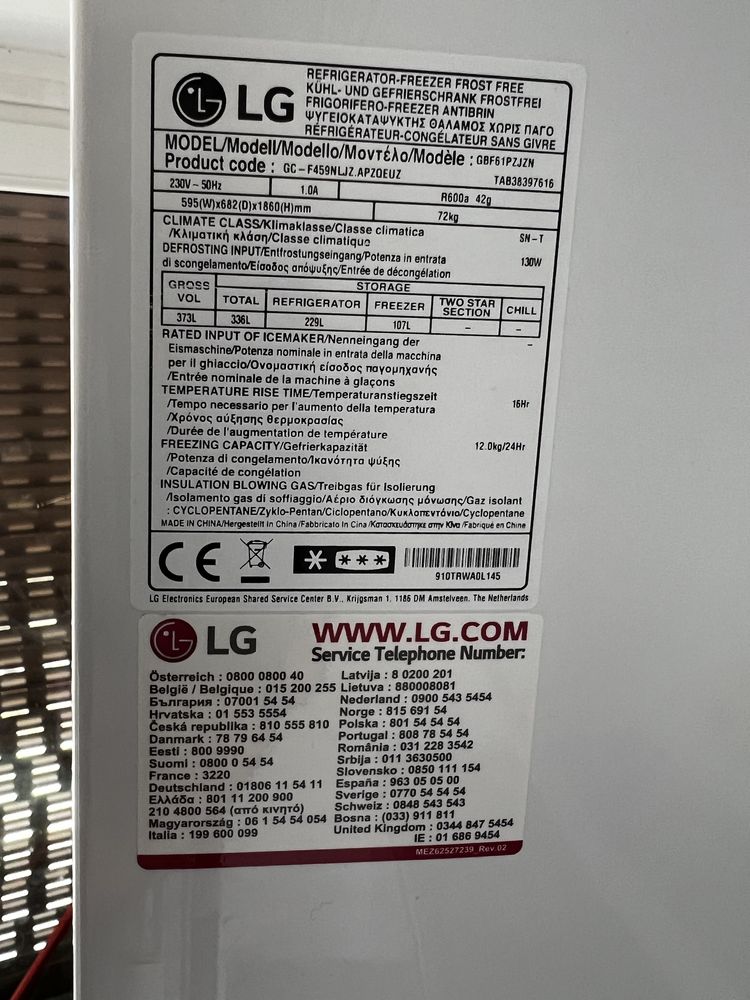 LG
REFRIGERATOR-FREEZER FROST FREE
KÜHL- UND GEFRIERSCHRANK FROSTFREI
FRIGORIFERO-FREEZER ANTIBRIN
ΨΥΓΕΙΟΚΑΤΑΨΥΚΤΗΣ ΘΑΛΑΜΟΣ ΧΩΡΙΣ ΠΑΓΟ
RÉFRIGÉRATEUR-CONGÉLATEUR SANS GIVRE
MODEL/Modell/Modello/Μοντέλο/Modèle : GBF61PZJZN
Product code : GC-F459NLJZ.APZQEUZ TAB38397616
230V~50Hz 1.0A R600a 42g
595(W)x682(D)x1860(H)mm 72kg
CLIMATE CLASS/Klimaklasse/Classe climatica
/Κλιματική κλάση/Classe climatique SN-T
DEFROSTING INPUT/Entfrostungseingang/Potenza in entrata
di scongelamento/Είσοδος απόψυξης/Entrée de décongélation 130W
GROSS VOL STORAGE
TOTAL REFRIGERATOR FREEZER TWO STAR SECTION CHILL
373L 336L 229L 107L - -
RATED INPUT OF ICEMAKER/Nenneingang der -
Eismaschine/Potenza nominale in entrata della macchina
per il ghiaccio/Ονομαστική είσοδος παγομηχανής
/Entrée nominale de la machine à glaçons
TEMPERATURE RISE TIME/Temperaturanstiegszeit
/Tempo necessario per l'aumento della temperatura 16Hr
/Χρόνος αύξησης θερμοκρασίας
/Durée de l'augmentation de température
FREEZING CAPACITY/Gefrierkapazität 12.0kg/24Hr
/Potenza di congelamento/Ικανότητα ψύξης
/Capacité de congélation
INSULATION BLOWING GAS/Treibgas für Isolierung
/Isolamento gas di soffiaggio/Αέριο διόγκωσης μόνωσης/Gaz isolant
: CYCLOPENTANE/Zyklo-Pentan/Ciclopentano/Κυκλοπεντάνιο/Cyclopentane
MADE IN CHINA/Hergestellt in China /Fabbricato in Cina /Κατασκευάστηκε στην Κίνα /Fabriqué en Chine
CE
910TRWA0L145
LG Electronics European Shared Service Center B.V., Krijgsman 1, 1186 DM Amstelveen, The Netherlands
LG
WWW.LG.COM
Service Telephone Number:
Österreich : 0800 0800 40
België / Belgique : 015 200 255
България : 07001 54 54
Hrvatska : 01 553 5554
Česká republika : 810 555 810
Danmark : 78 79 64 54
Eesti : 800 9990
Suomi : 0800 0 54 54
France : 3220
Deutschland : 01806 11 54 11
Ελλάδα : 801 11 200 900
210 4800 564 (από κινητό)
Magyarország : 06 1 54 54 054
Italia : 199 600 099
Latvija : 8 0200 201
Lietuva : 880008081
Nederland : 0900 543 5454
Norge : 815 691 54
Polska : 801 54 54 54
Portugal : 808 78 54 54
România : 031 228 3542
Srbija : 011 3630500
Slovensko : 0850 111 154
España : 963 05 05 00
Sverige : 0770 54 54 54
Schweiz : 0848 543 543
Bosna : (033) 911 811
United Kingdom : 0344 847 5454
IE : 01 686 9454
MEZ62527239 Rev.02